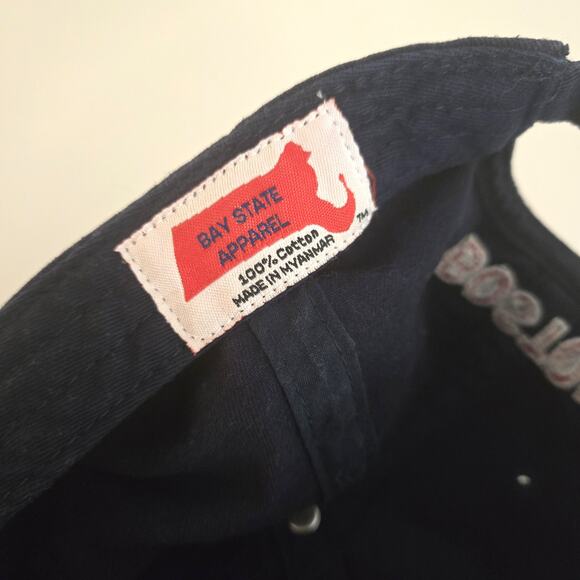 BAY STATE
APPAREL
100% Cotton
MADE IN MYANMAR
TM